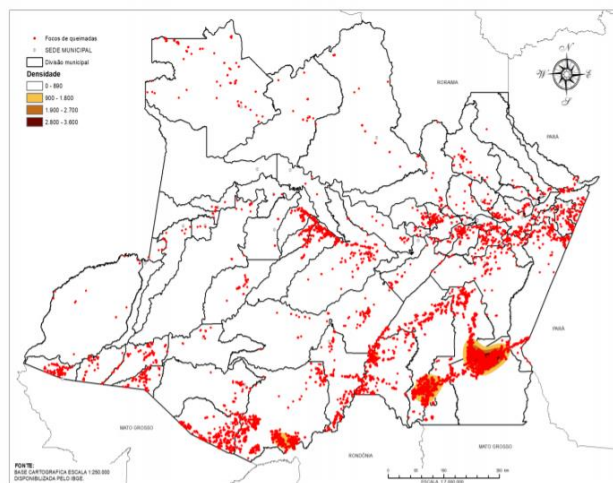 Focos de queimadas
SEDE MUNICIPAL
Divisão municipal
Densidade
0 - 890
900 - 1.800
1.900 - 2.700
2.800 - 3.600
RORAIMA
N
W
E
S
PARÁ
PARÁ
MATO GROSSO
RONDÔNIA
MATO GROSSO
FONTE:
BASE CARTOGRAFICA ESCALA 1:250.000
DISPONIBILIZADA PELO IBGE.